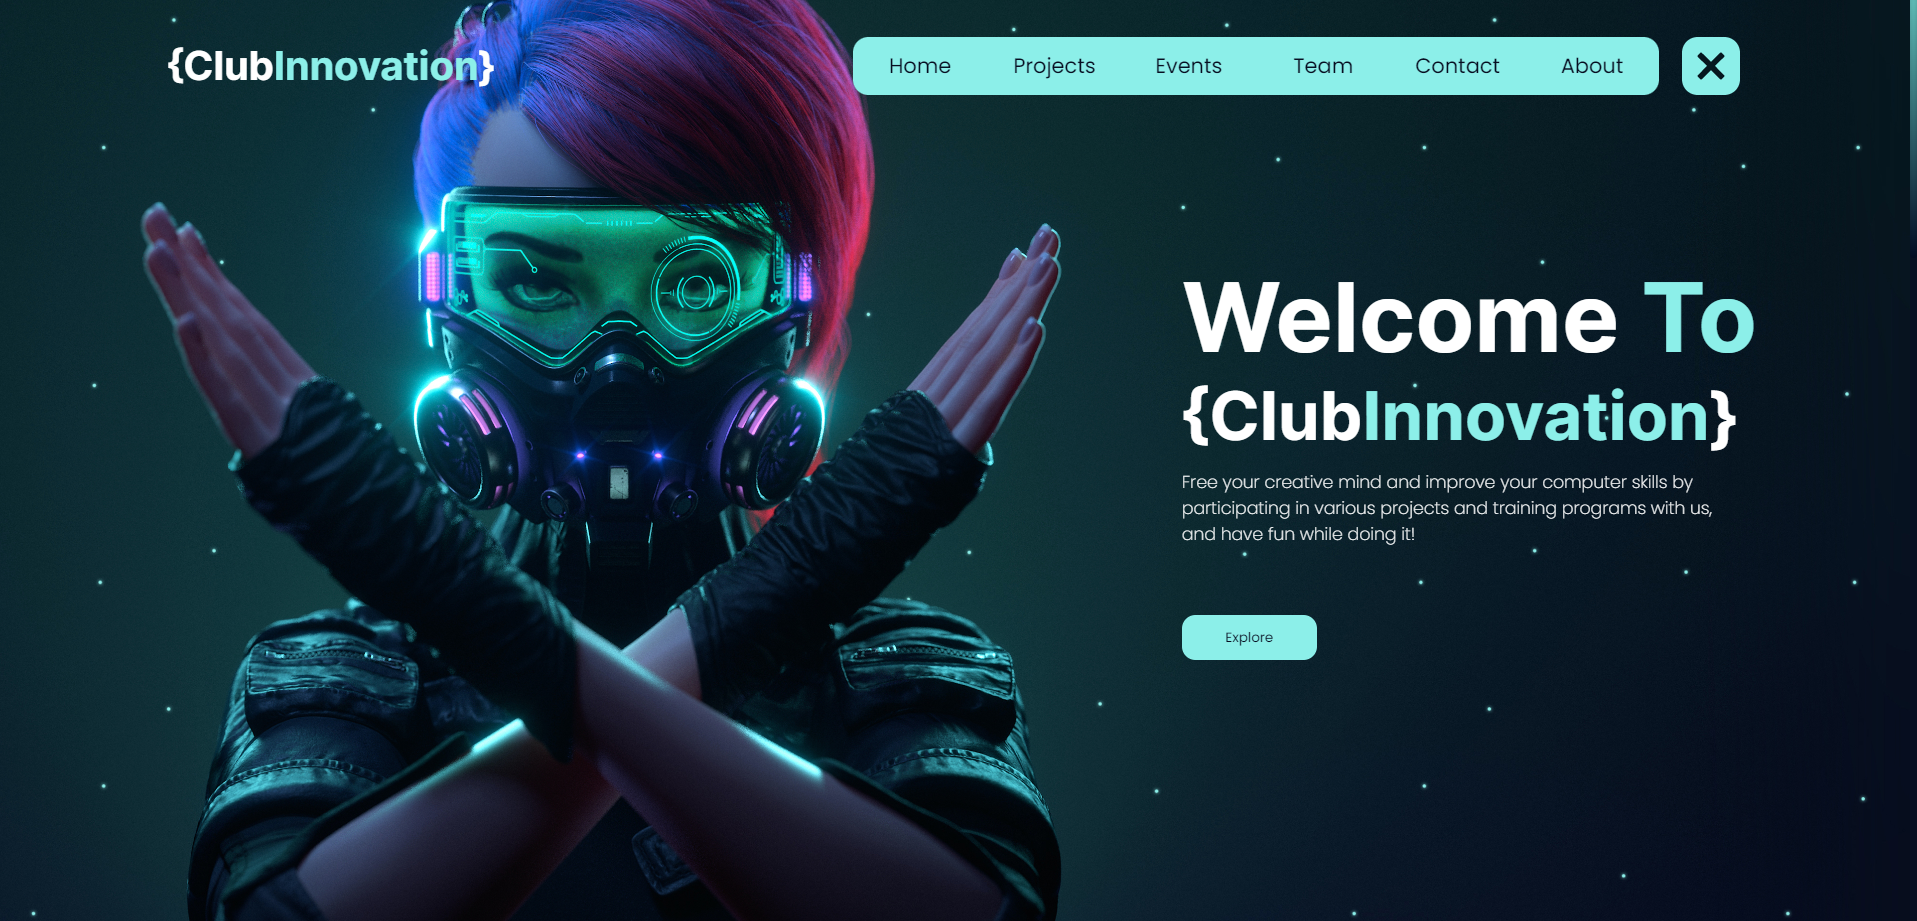 {ClubInnovation}
Home Projects Events Team Contact About
Welcome To
{ClubInnovation}
Free your creative mind and improve your computer skills by
participating in various projects and training programs with us,
and have fun while doing it!
Explore